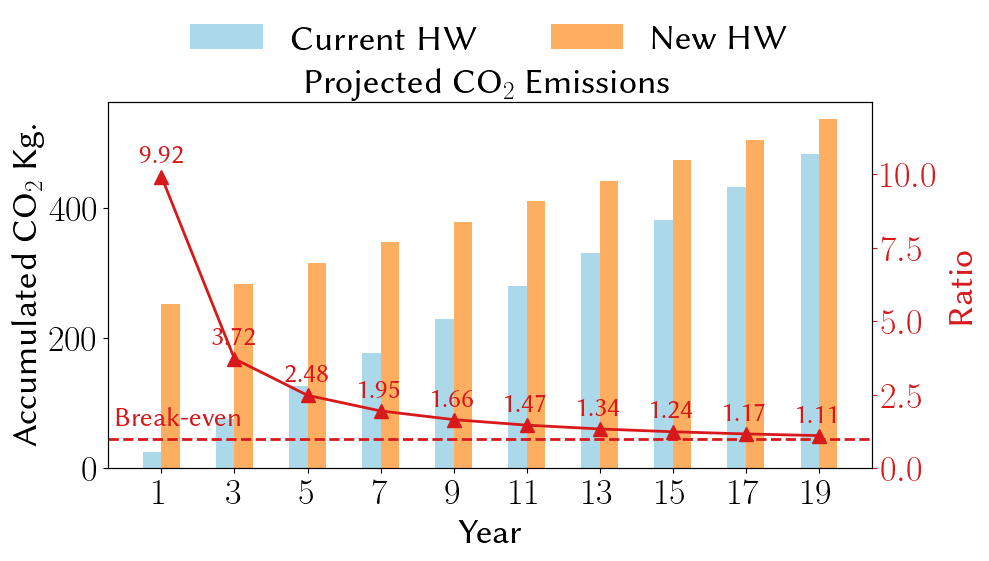 Current HW New HW
Projected CO₂ Emissions
Accumulated CO₂ Kg.
400
200
0
9.92
3.72
2.48
1.95
1.66
1.47
1.34
1.24
1.17
1.11
Break-even
10.0
7.5
5.0
2.5
0.0
Ratio
1 3 5 7 9 11 13 15 17 19
Year